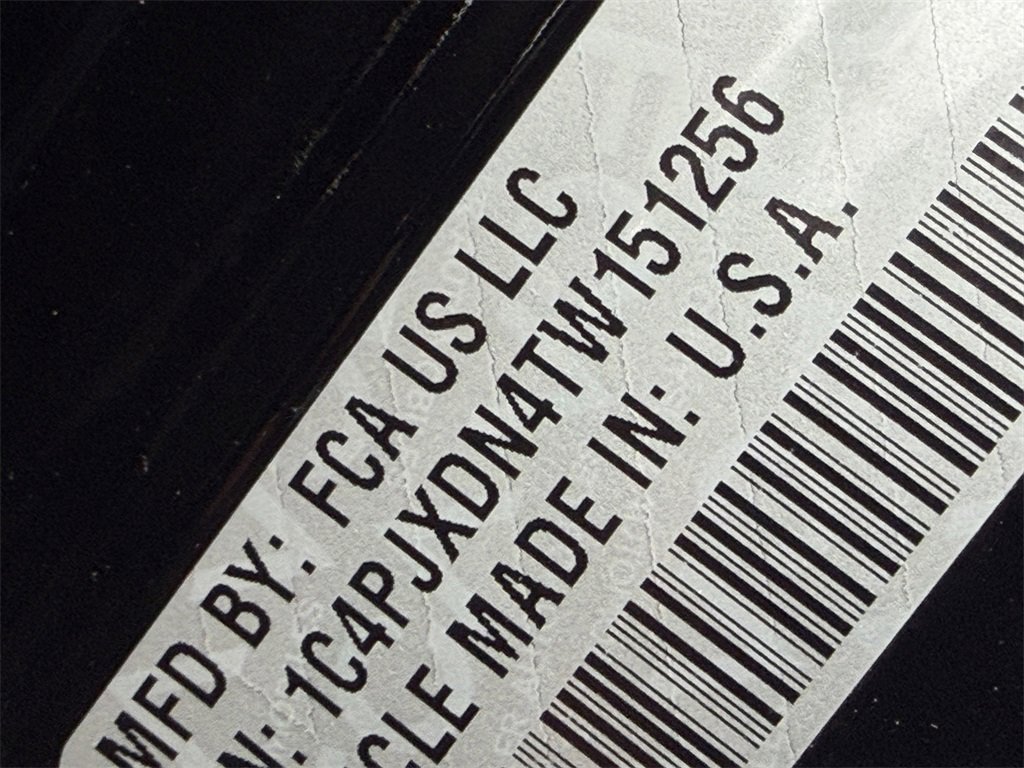 MFD BY: FCA US LLC
N: 1C4PJXDN4TW151256
CLE MADE IN: U.S.A.